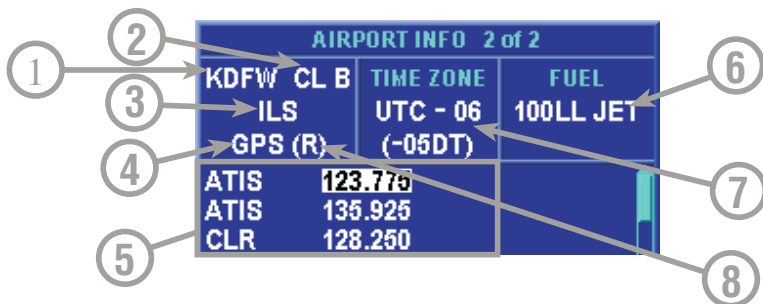 AIRPORT INFO 2 of 2
KDFW CL B
ILS
GPS (R)
TIME ZONE
UTC - 06
(-05DT)
FUEL
100LL JET
ATIS 123.775
ATIS 135.925
CLR 128.250
1
2
3
4
5
6
7
8